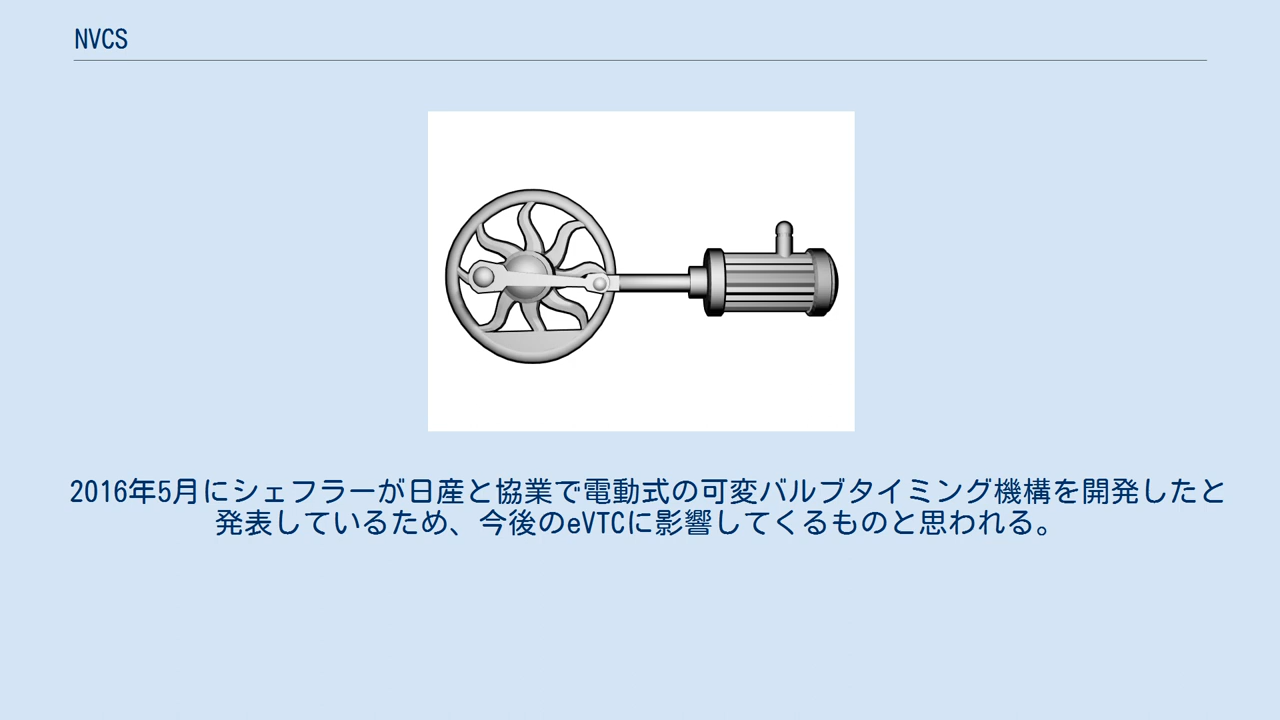 NVCS
2016年5月にシェフラーが日産と協業で電動式の可変バルブタイミング機構を開発したと
発表しているため、今後のeVTCに影響してくるものと思われる。